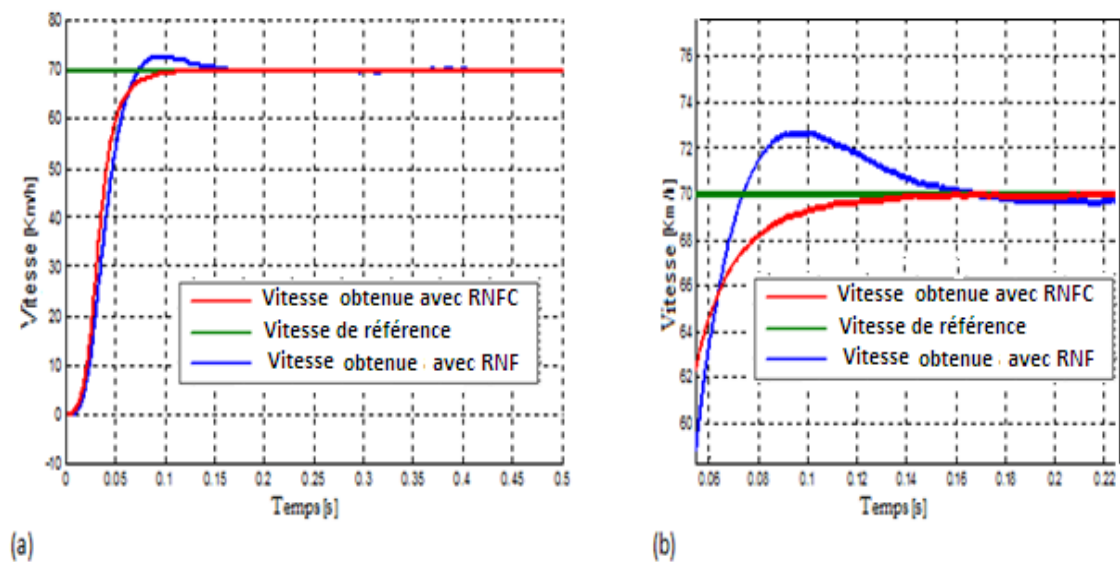 80
70
60
50
40
30
20
10
0
-10
Vitesse [Km/h]
Vitesse obtenue avec RNFC
Vitesse de référence
Vitesse obtenue avec RNF
0 0.05 0.1 0.15 0.2 0.25 0.3 0.35 0.4 0.45 0.5
Temps[s]
(a)
76
74
72
70
68
66
64
62
60
Vitesse [Km/h]
Vitesse obtenue avec RNFC
Vitesse de référence
Vitesse obtenue avec RNF
0.06 0.08 0.1 0.12 0.14 0.16 0.18 0.2 0.22
Temps[s]
(b)